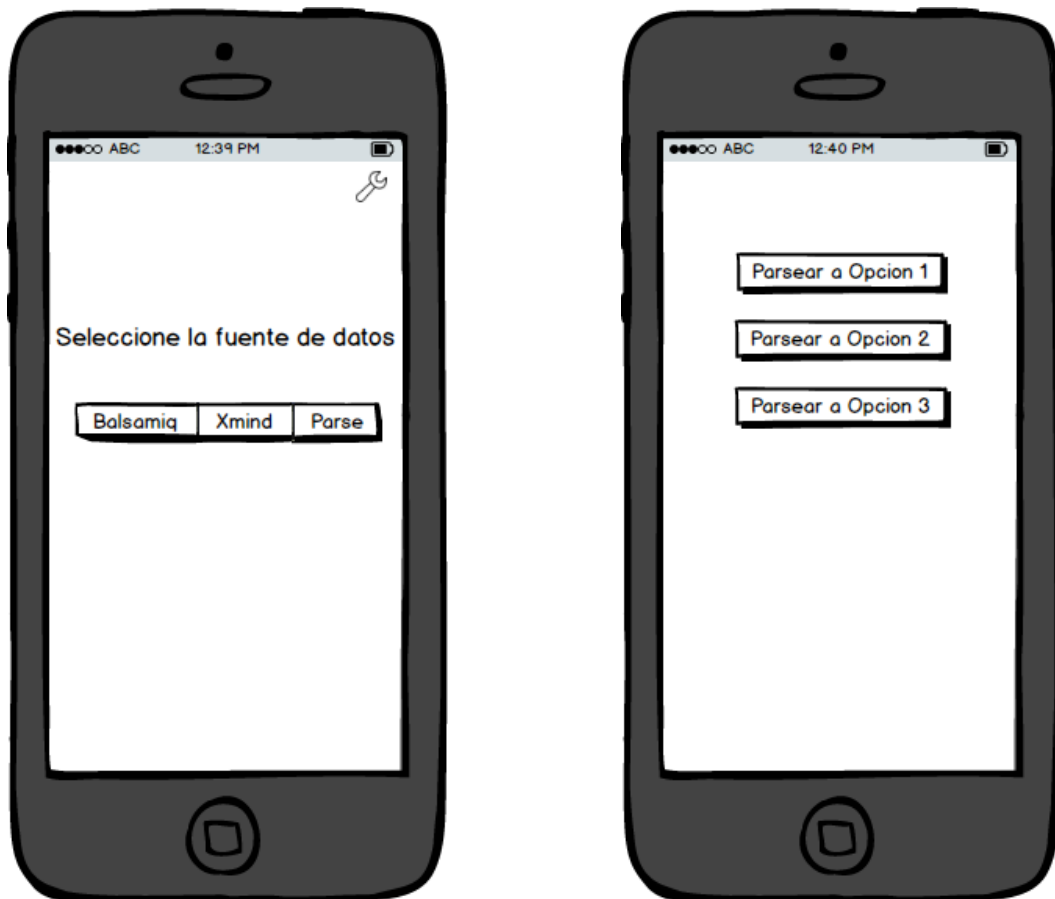 ABC 12:39 PM
Seleccione la fuente de datos
Balsamiq Xmind Parse
ABC 12:40 PM
Parsear a Opcion 1
Parsear a Opcion 2
Parsear a Opcion 3